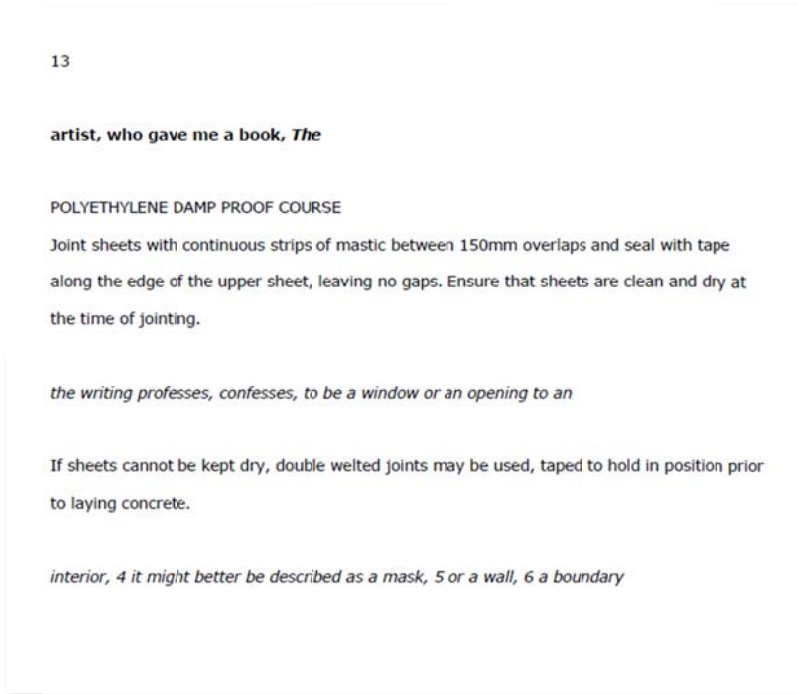 13
artist, who gave me a book, The
POLYETHYLENE DAMP PROOF COURSE
Joint sheets with continuous strips of mastic between 150mm overlaps and seal with tape
along the edge of the upper sheet, leaving no gaps. Ensure that sheets are clean and dry at
the time of jointing.
the writing professes, confesses, to be a window or an opening to an
If sheets cannot be kept dry, double welted joints may be used, taped to hold in position prior
to laying concrete.
interior, 4 it might better be described as a mask, 5 or a wall, 6 a boundary